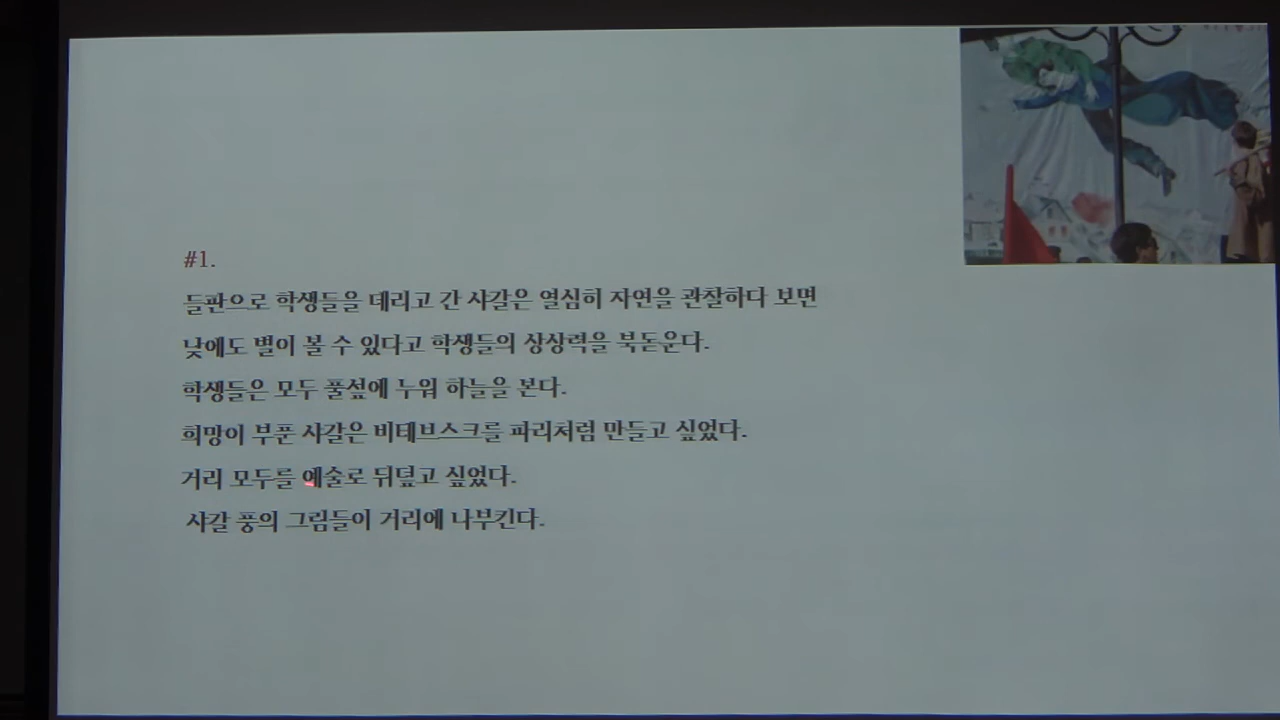 #1.
들판으로 학생들을 데리고 간 샤갈은 열심히 자연을 관찰하다 보면
낮에도 별이 볼 수 있다고 학생들의 상상력을 북돋운다.
학생들은 모두 풀섶에 누워 하늘을 본다.
희망이 부푼 샤갈은 비테브스크를 파리처럼 만들고 싶었다.
거리 모두를 예술로 뒤덮고 싶었다.
샤갈 풍의 그림들이 거리에 나부킨다.